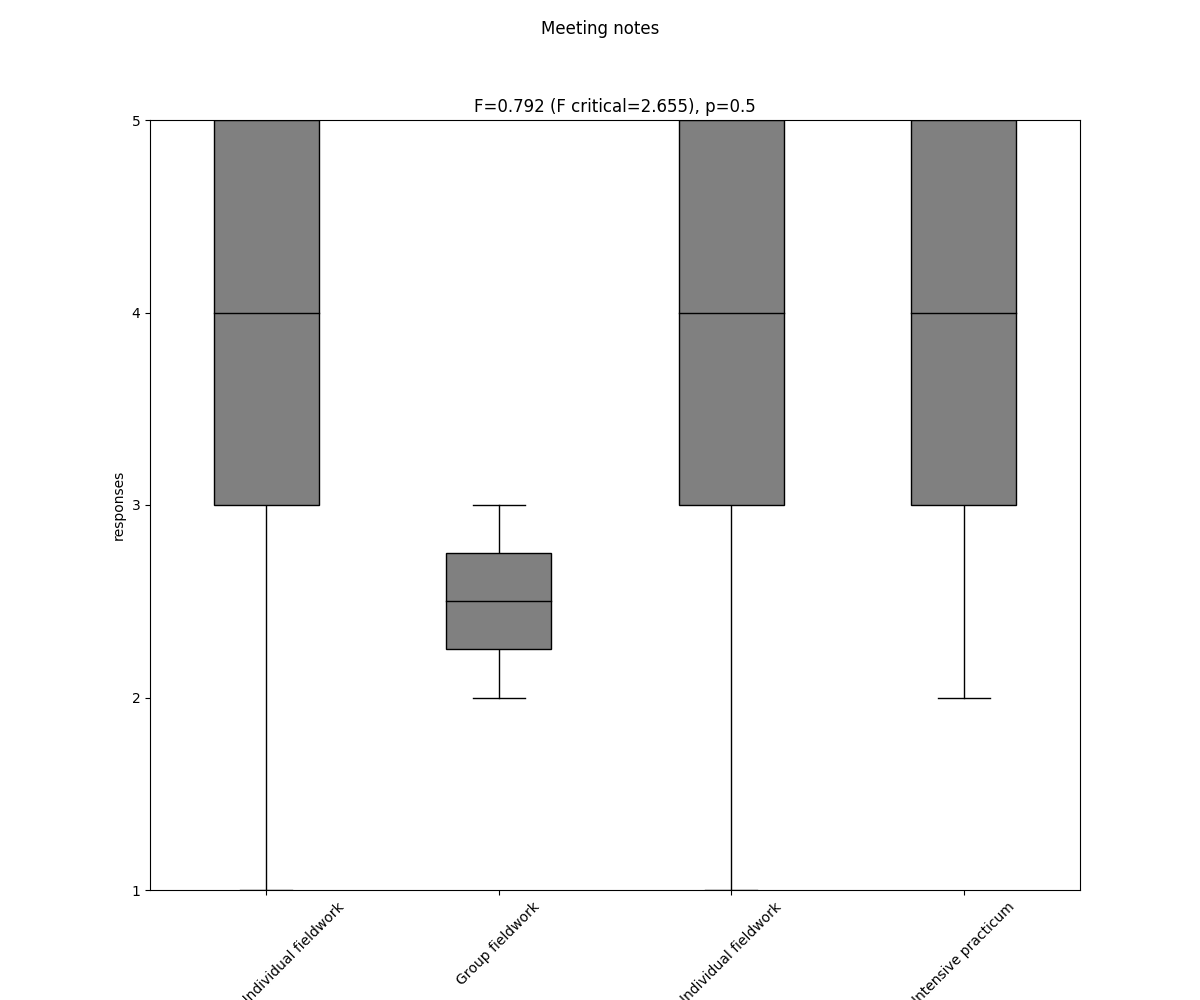 Meeting notes
F=0.792 (F critical=2.655), p=0.5
5
4
3
2
1
responses
Individual fieldwork
Group fieldwork
Individual fieldwork
Intensive practicum